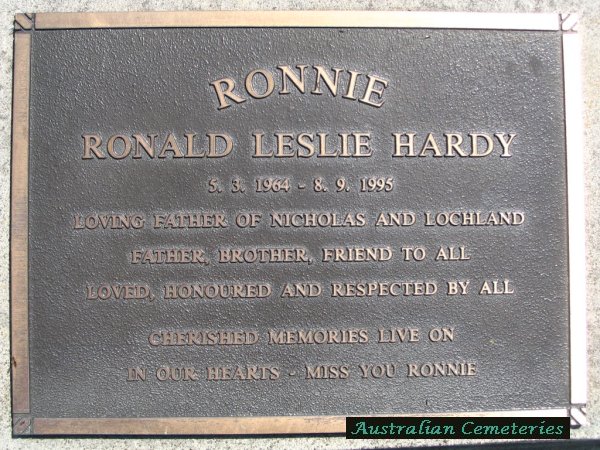 RONNIE
RONALD LESLIE HARDY
5. 3. 1964 - 8. 9. 1995
LOVING FATHER OF NICHOLAS AND LOCHLAND
FATHER, BROTHER, FRIEND TO ALL
LOVED, HONOURED AND RESPECTED BY ALL
CHERISHED MEMORIES LIVE ON
IN OUR HEARTS - MISS YOU RONNIE
Australian Cemeteries